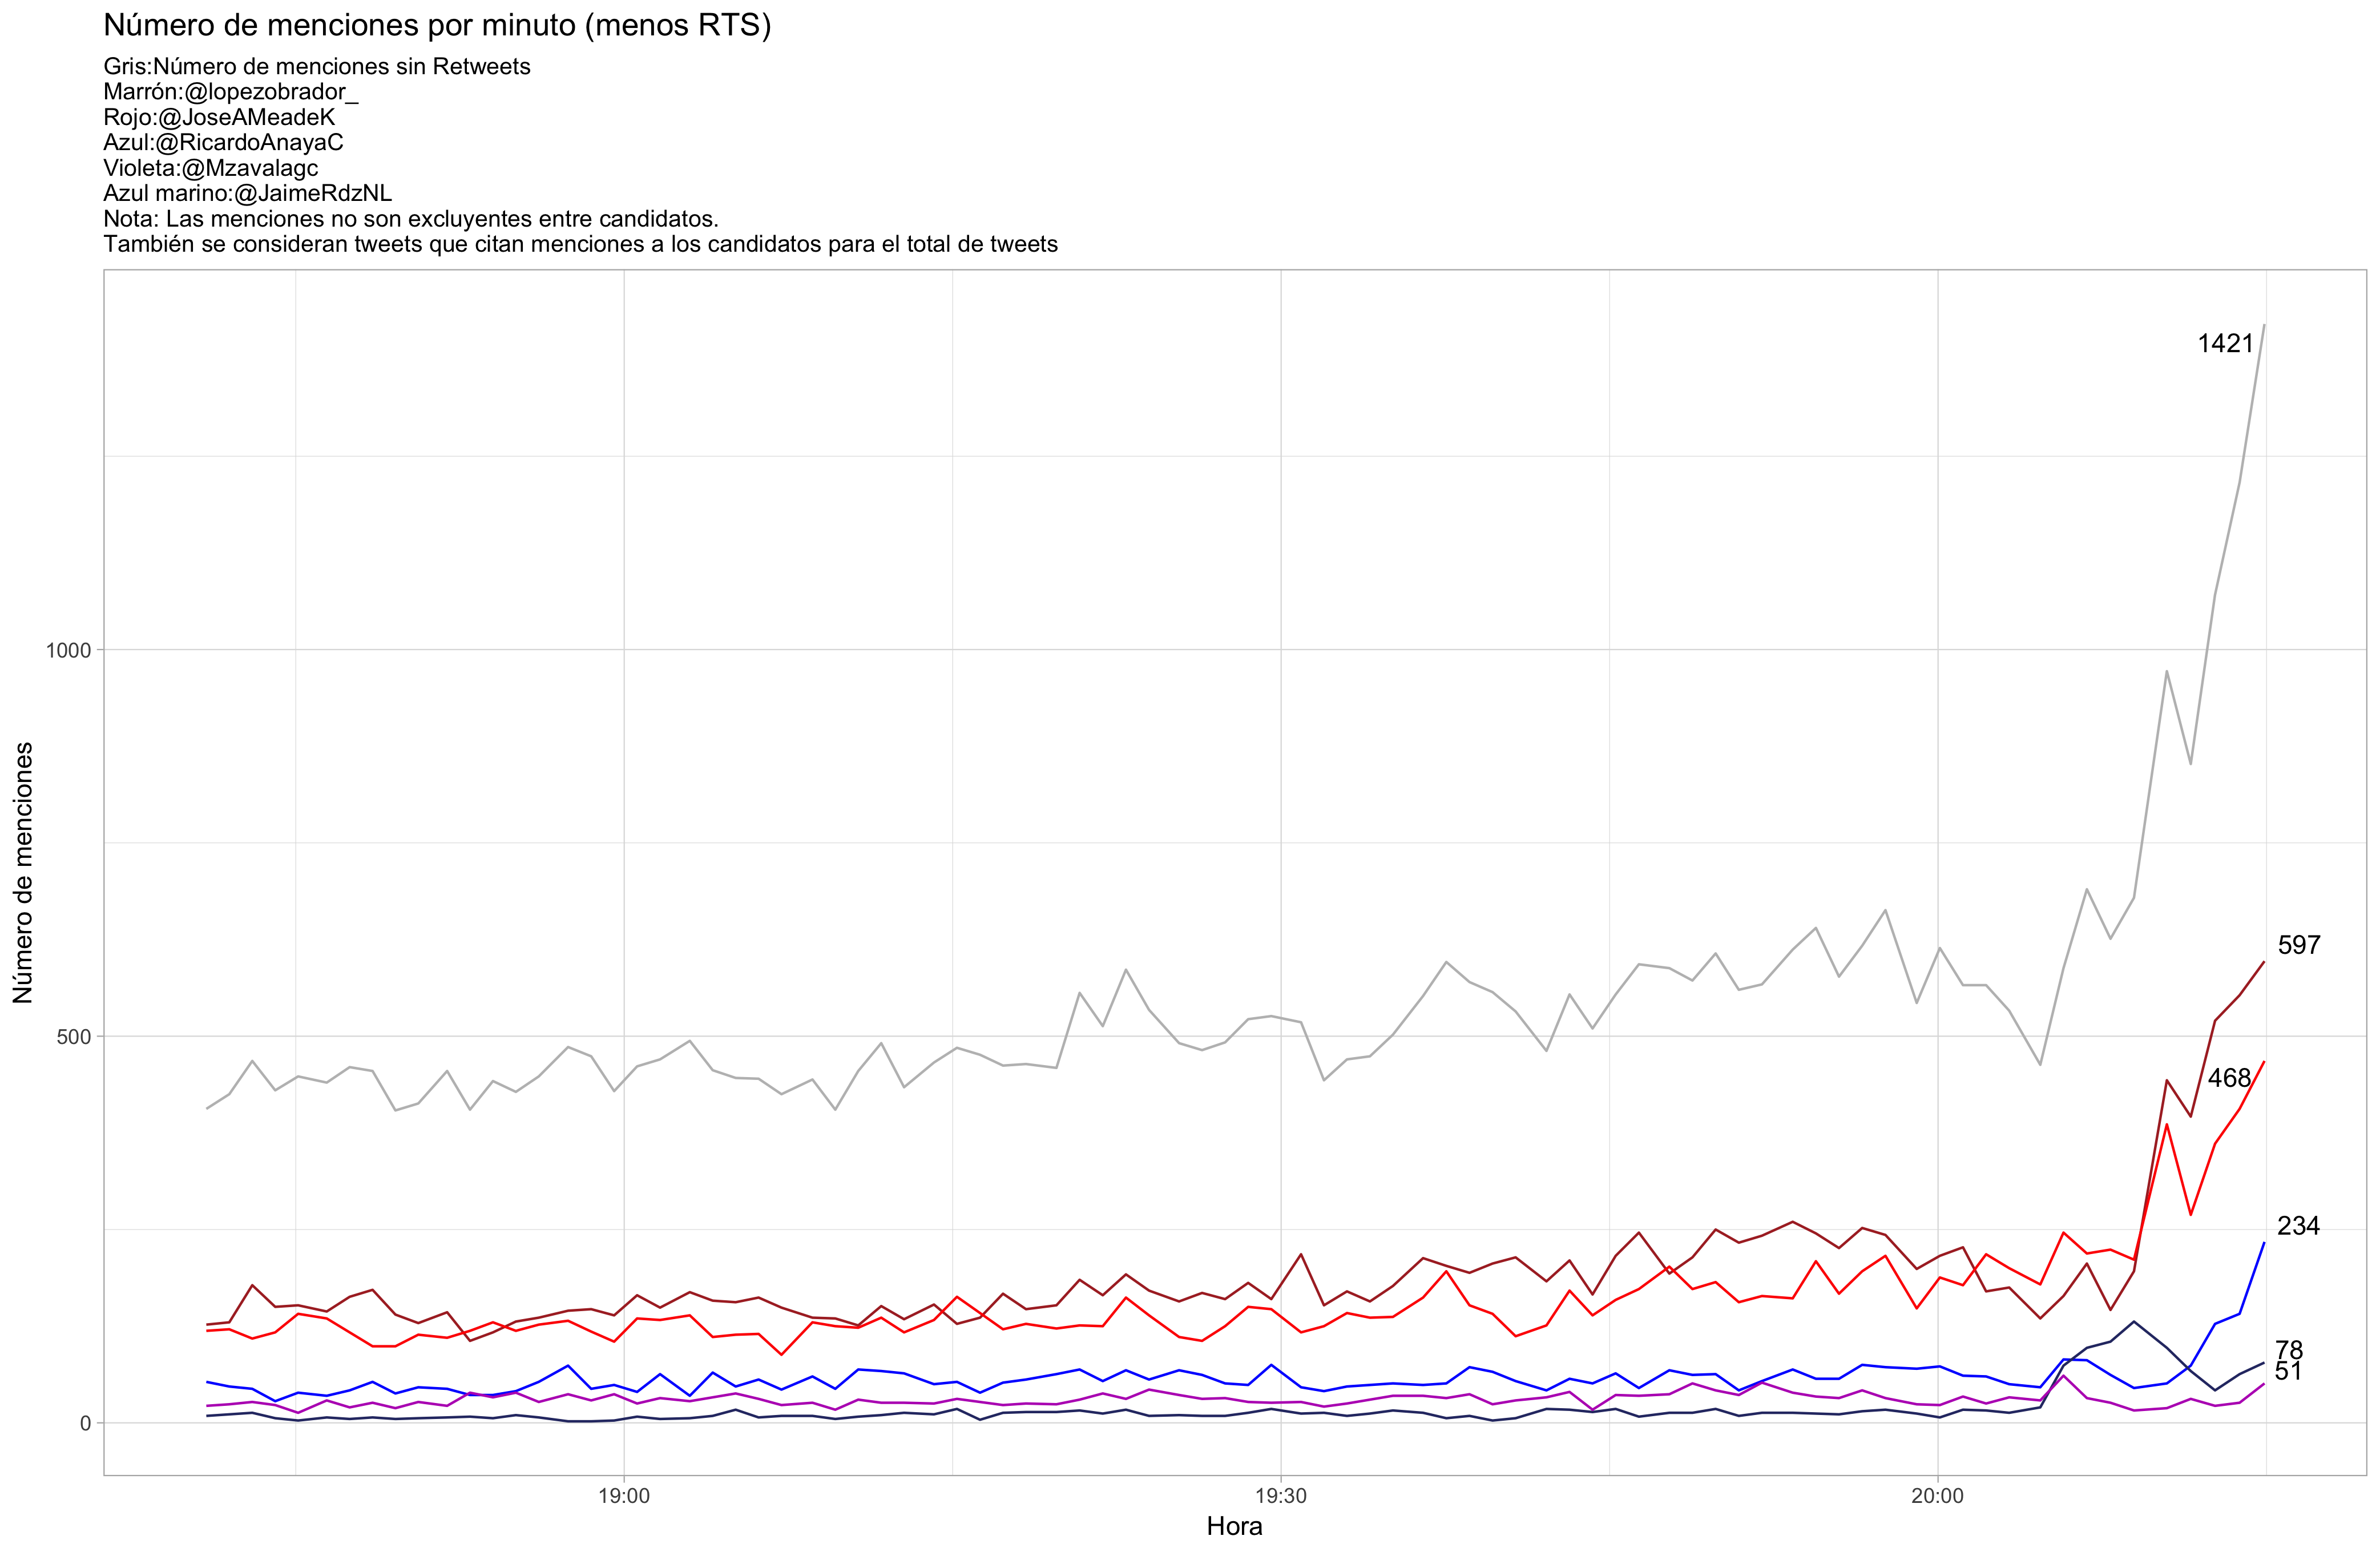 Número de menciones por minuto (menos RTS)
Gris:Número de menciones sin Retweets
Marrón:@lopezobrador_
Rojo:@JoseAMeadeK
Azul:@RicardoAnayaC
Violeta:@Mzavalagc
Azul marino:@JaimeRdzNL
Nota: Las menciones no son excluyentes entre candidatos.
También se consideran tweets que citan menciones a los candidatos para el total de tweets
1421
1000
597
500
468
234
78
51
0
Número de menciones
19:00
19:30
20:00
Hora